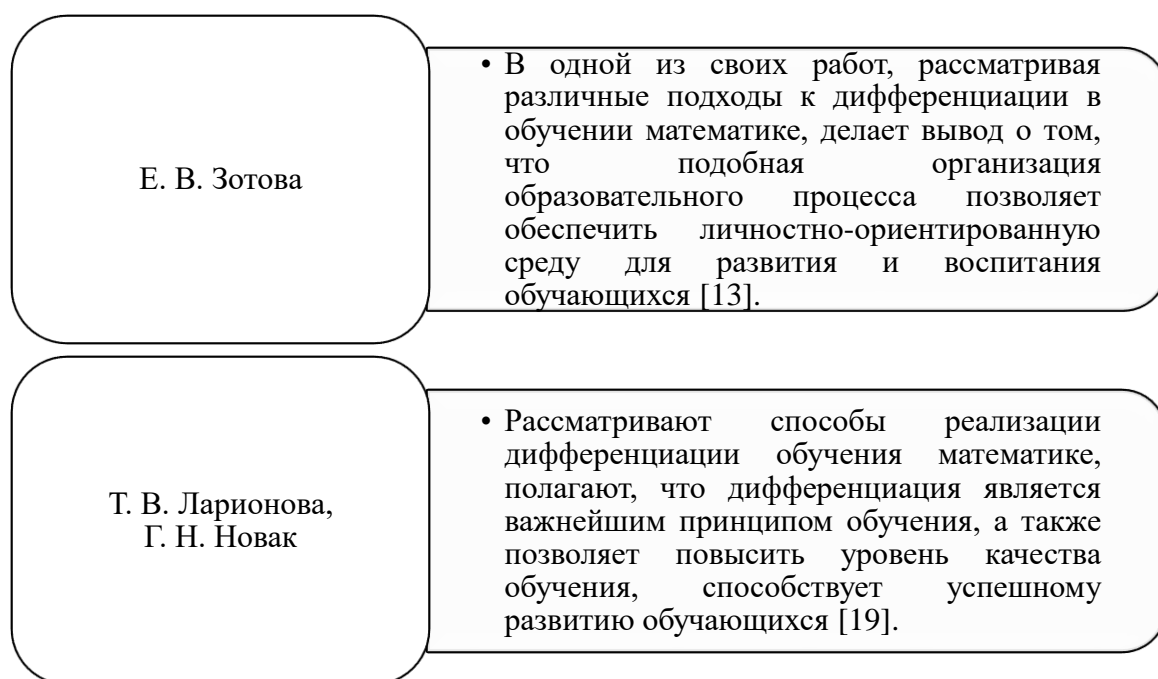 Е. В. Зотова
• В одной из своих работ, рассматривая
различные подходы к дифференциации в
обучении математике, делает вывод о том,
что подобная организация
образовательного процесса позволяет
обеспечить личностно-ориентированную
среду для развития и воспитания
обучающихся [13].
Т. В. Ларионова,
Г. Н. Новак
• Рассматривают способы реализации
дифференциации обучения математике,
полагают, что дифференциация является
важнейшим принципом обучения, а также
позволяет повысить уровень качества
обучения, способствует успешному
развитию обучающихся [19].